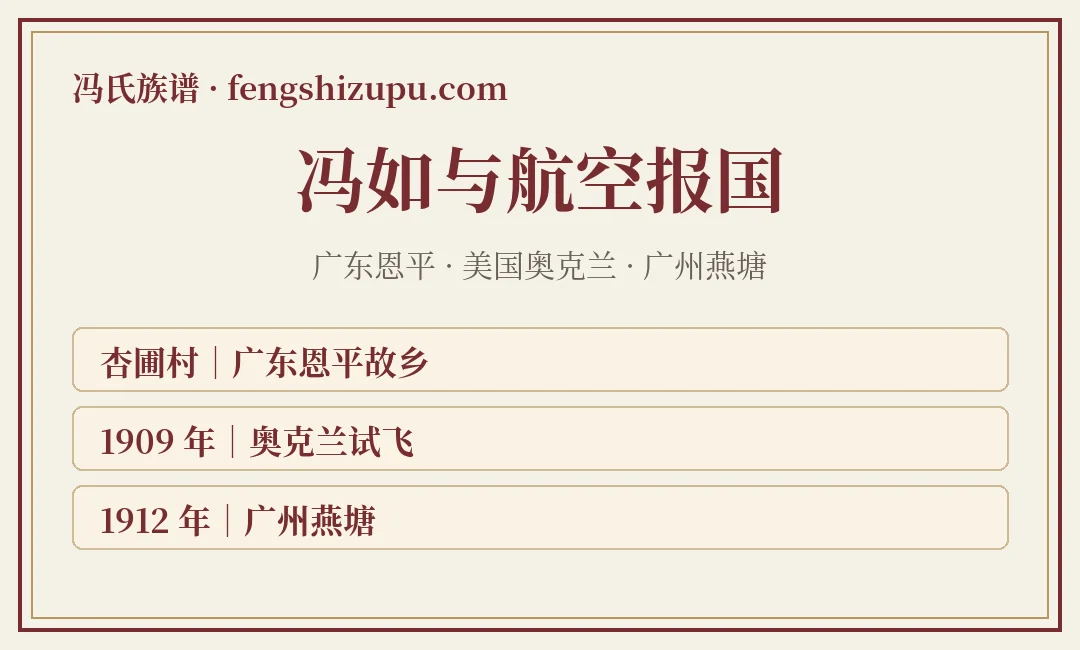 冯氏族谱 · fengshizupu.com
冯如与航空报国
广东恩平 · 美国奥克兰 · 广州燕塘
杏圃村｜广东恩平故乡
1909 年｜奥克兰试飞
1912 年｜广州燕塘